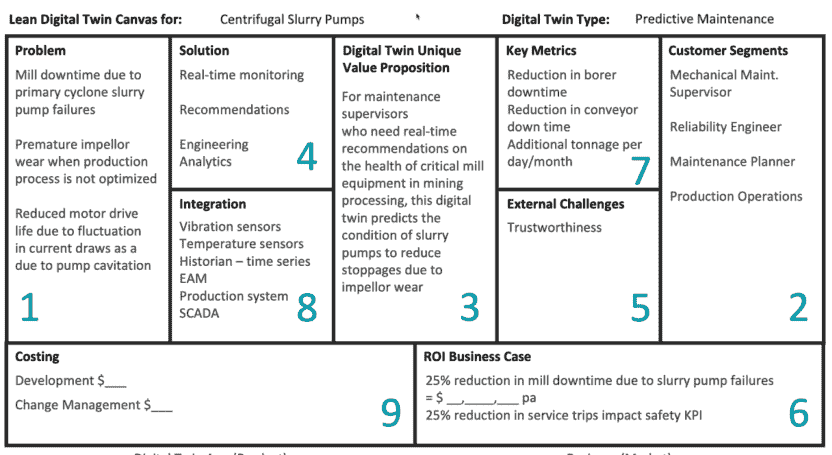 Lean Digital Twin Canvas for: Centrifugal Slurry Pumps Digital Twin Type: Predictive Maintenance
Problem
Mill downtime due to
primary cyclone slurry
pump failures
Premature impellor
wear when production
process is not optimized
Reduced motor drive
life due to fluctuation
in current draws as a
due to pump cavitation
1
Solution
Real-time monitoring
Recommendations
Engineering
Analytics
4
Integration
Vibration sensors
Temperature sensors
Historian – time series
EAM
Production system
SCADA
8
Digital Twin Unique
Value Proposition
For maintenance
supervisors
who need real-time
recommendations on
the health of critical mill
equipment in mining
processing, this digital
twin predicts the
condition of slurry
pumps to reduce
stoppages due to
impellor wear
3
Key Metrics
Reduction in borer
downtime
Reduction in conveyor
down time
Additional tonnage per
day/month
7
External Challenges
Trustworthiness
5
Customer Segments
Mechanical Maint.
Supervisor
Reliability Engineer
Maintenance Planner
Production Operations
2
Costing
Development $___
Change Management $___
9
ROI Business Case
25% reduction in mill downtime due to slurry pump failures
= $ __,____,___ pa
25% reduction in service trips impact safety KPI
6